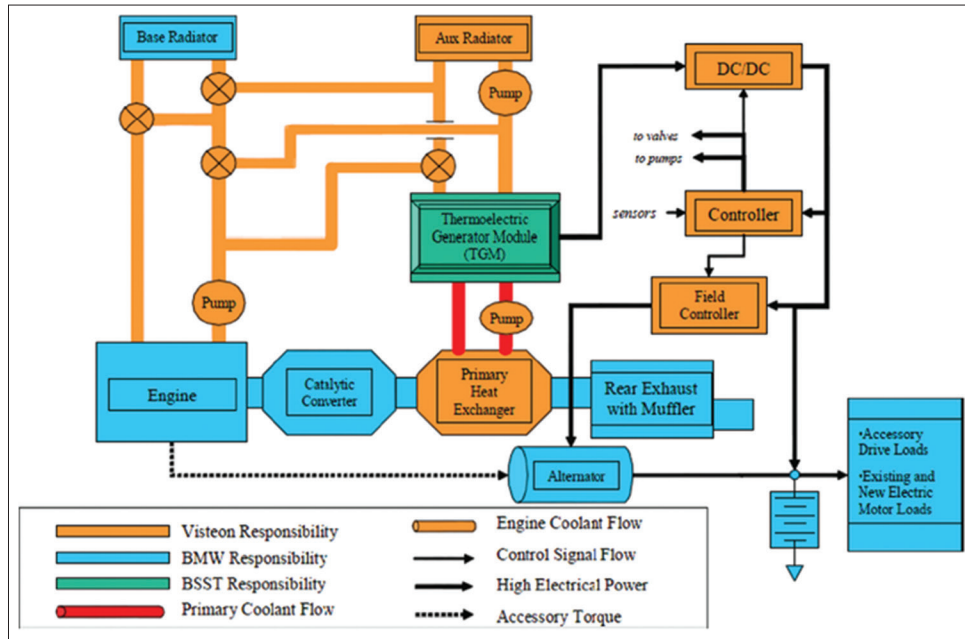 Base Radiator
Aux Radiator
DC/DC
Pump
to valves
to pumps
sensors
Controller
Thermoelectric
Generator Module
(TGM)
Field
Controller
Pump
Pump
Engine
Catalytic
Converter
Primary
Heat
Exchanger
Rear Exhaust
with Muffler
Alternator
•Accessory
Drive Loads
•Existing and
New Electric
Motor Loads
Visteon Responsibility
BMW Responsibility
BSST Responsibility
Primary Coolant Flow
Engine Coolant Flow
Control Signal Flow
High Electrical Power
Accessory Torque